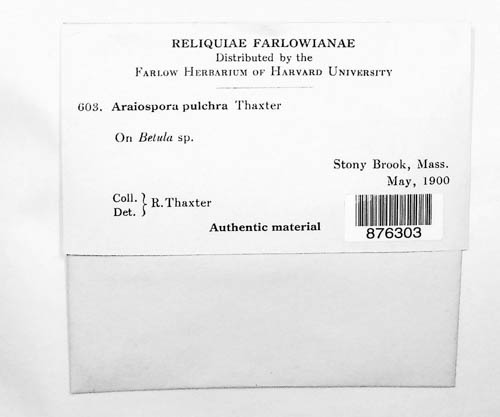 RELIQUIAE FARLOWIANAE
Distributed by the
FARLOW HERBARIUM OF HARVARD UNIVERSITY
603. Araiospora pulchra Thaxter
On Betula sp.
Stony Brook, Mass.
May, 1900
Coll. } R. Thaxter
Det.
Authentic material
876303